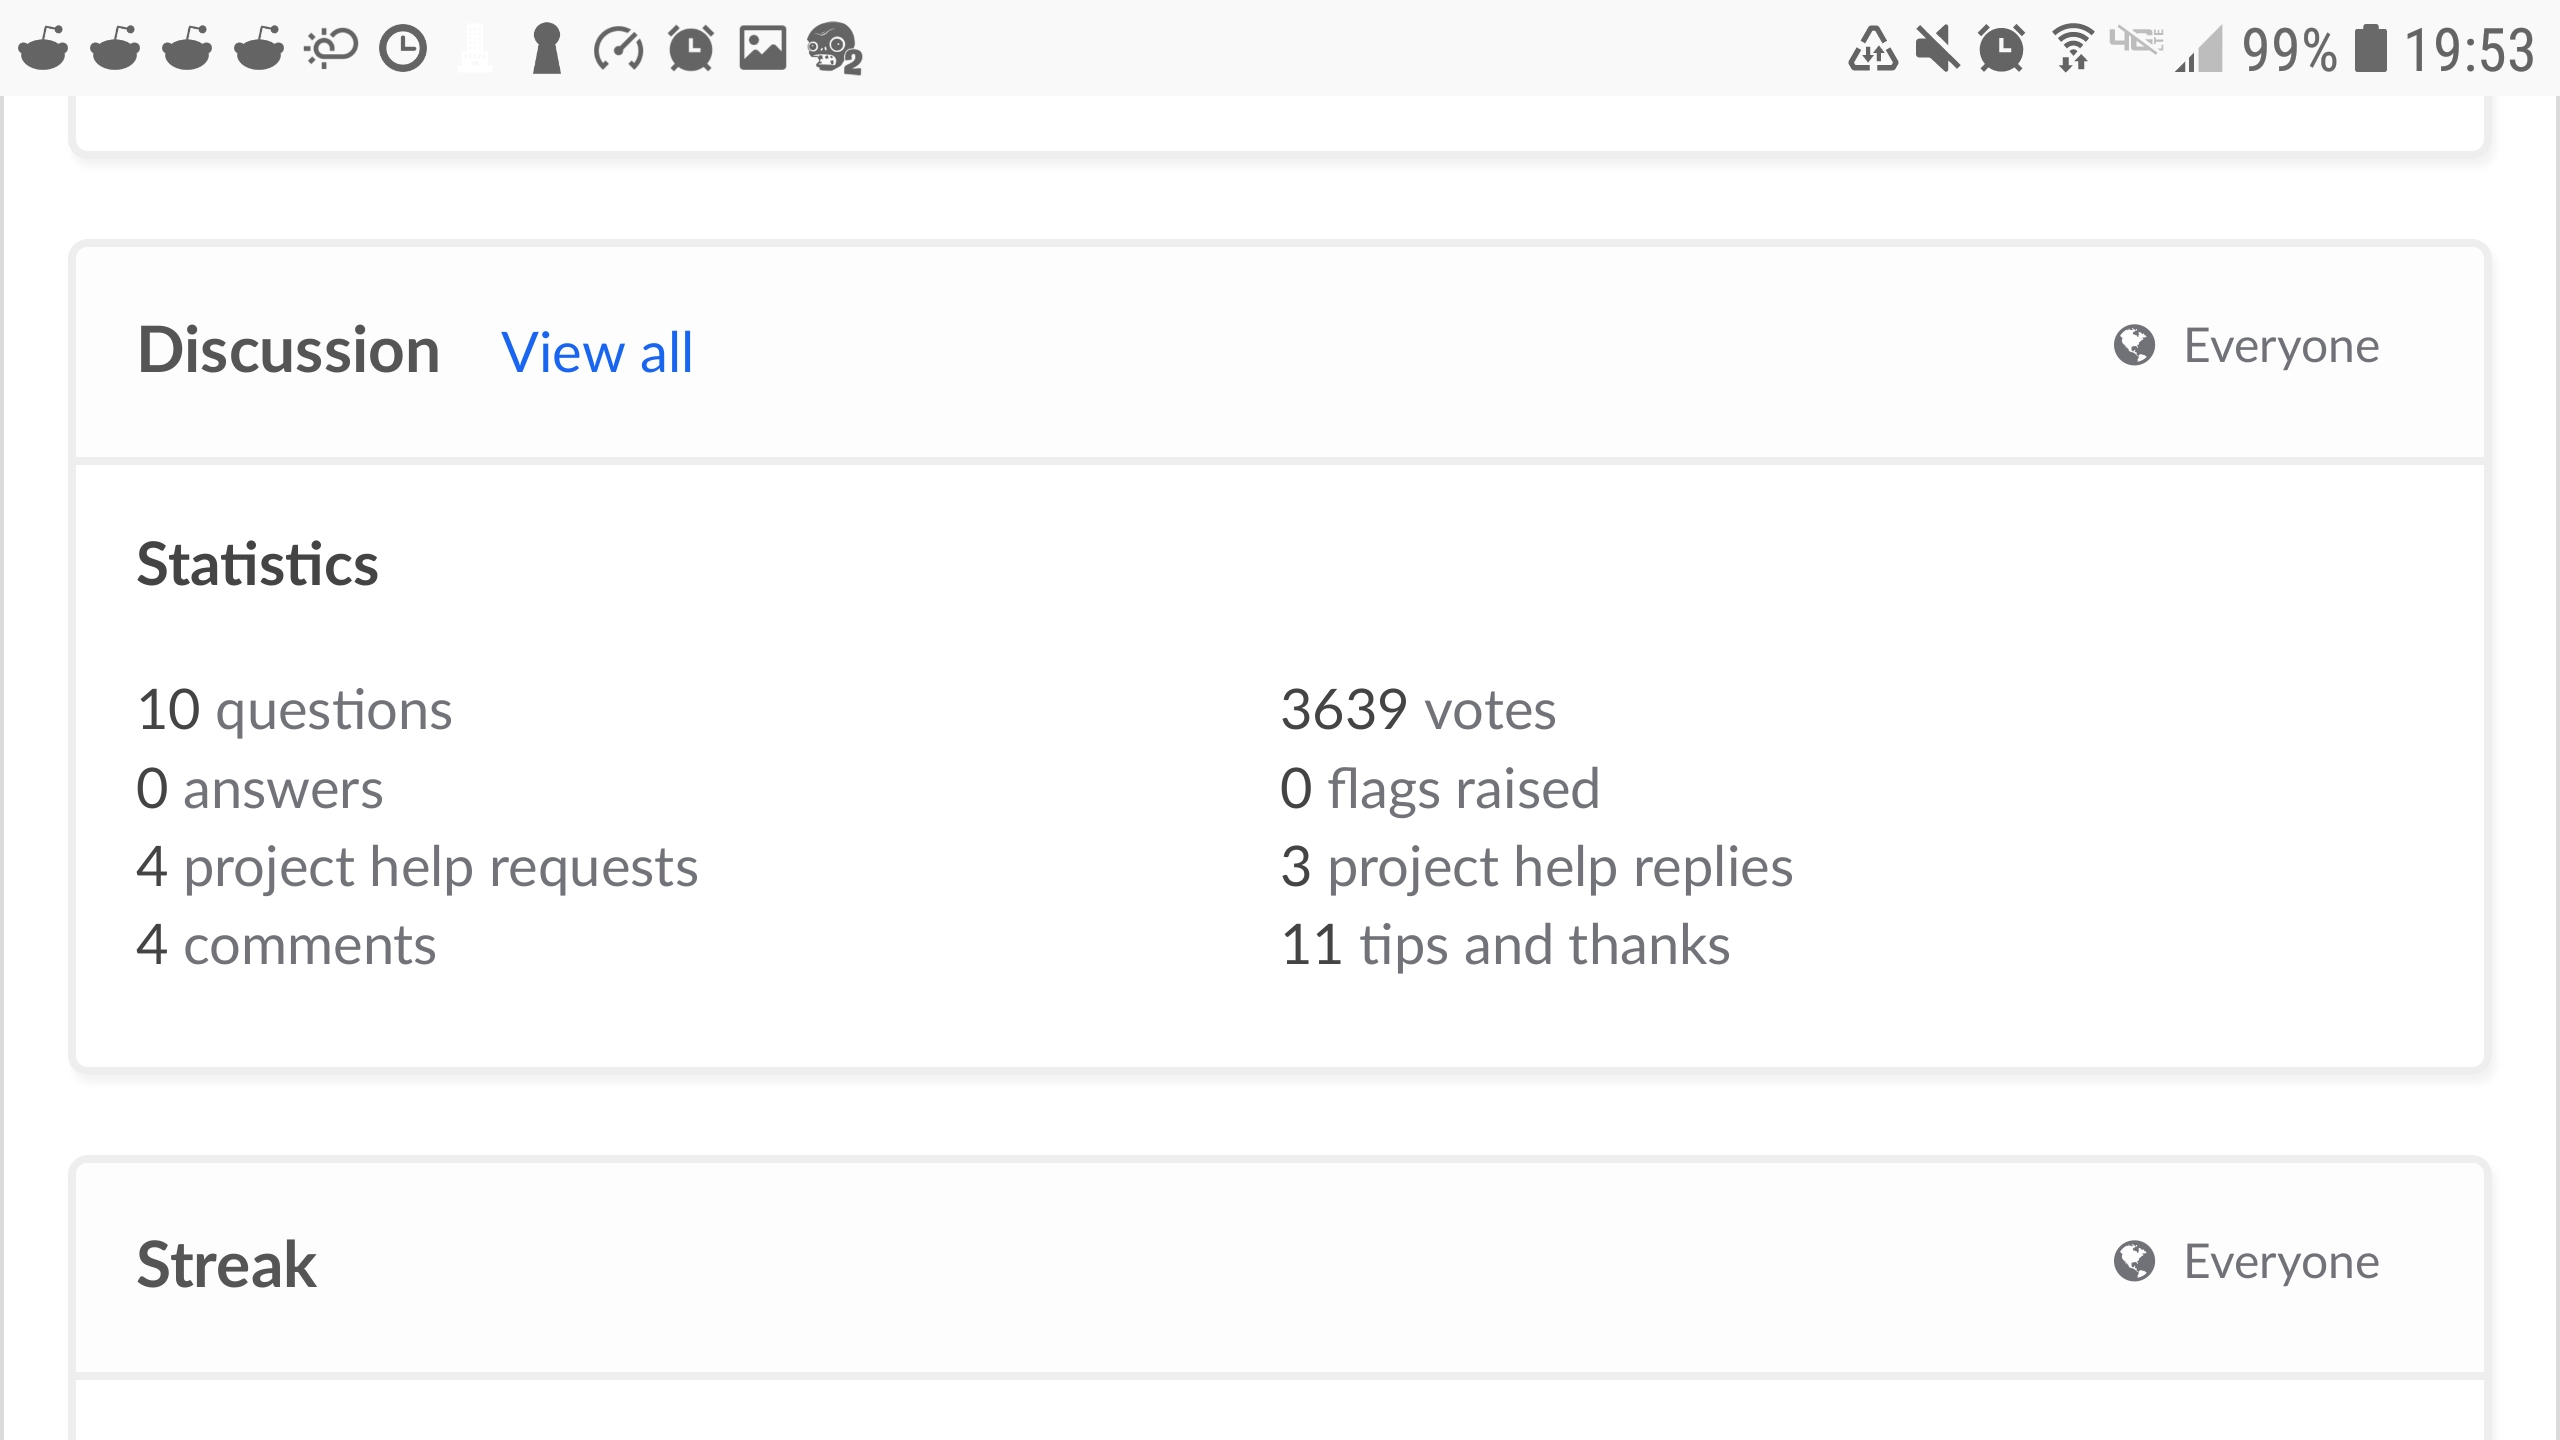 99% 19:53
Discussion View all Everyone
Statistics
10 questions
0 answers
4 project help requests
4 comments
3639 votes
0 flags raised
3 project help replies
11 tips and thanks
Streak Everyone